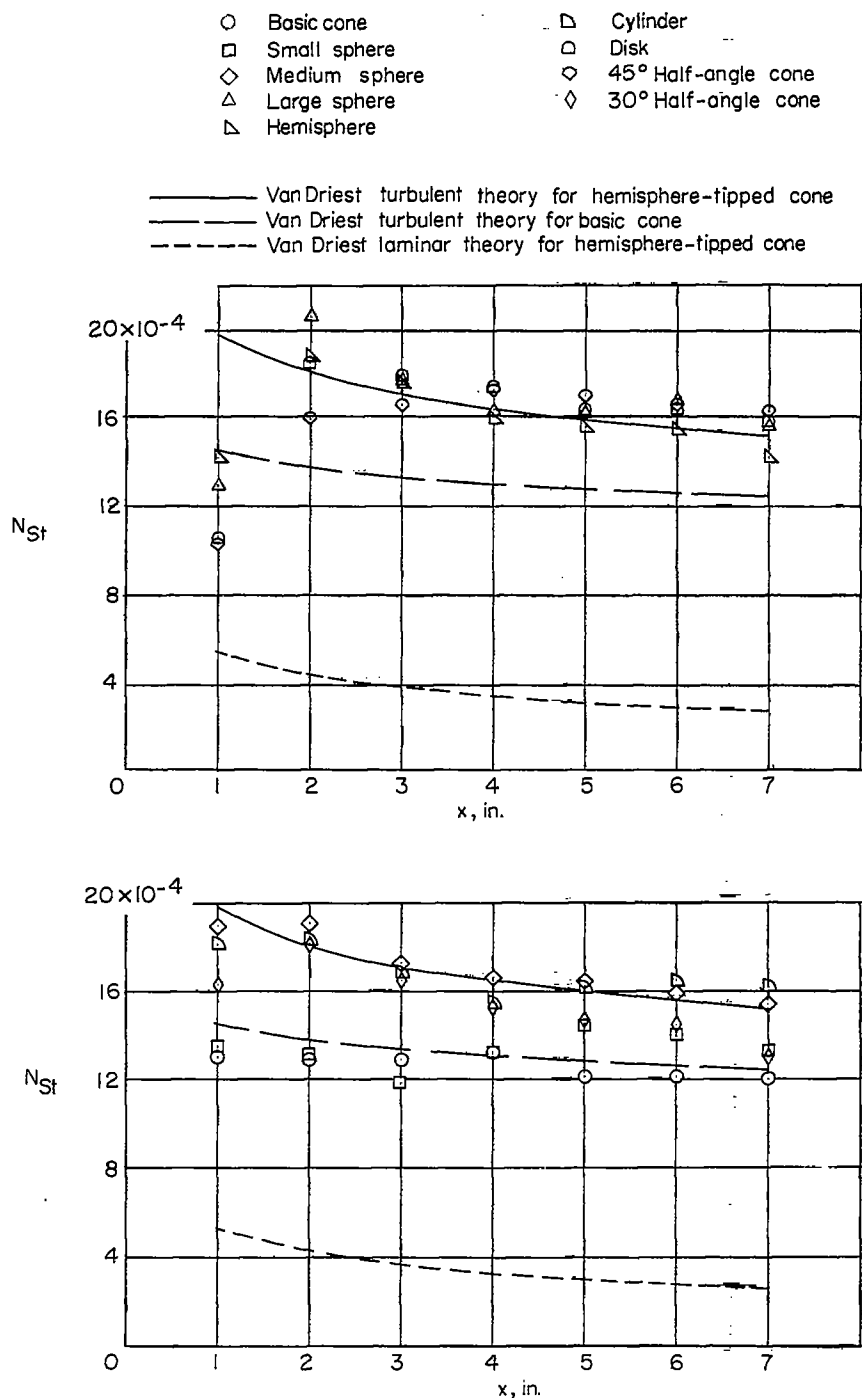 Basic cone
Small sphere
Medium sphere
Large sphere
Hemisphere
Cylinder
Disk
45° Half-angle cone
30° Half-angle cone
Van Driest turbulent theory for hemisphere-tipped cone
Van Driest turbulent theory for basic cone
Van Driest laminar theory for hemisphere-tipped cone
20×10-4
16
12
NSt
8
4
0 1 2 3 4 5 6 7
x, in.
20×10-4
16
12
NSt
8
4
0 1 2 3 4 5 6 7
x, in.